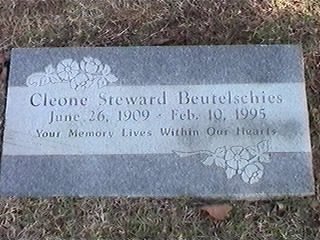 Cleone Steward Beutelschies
June 26, 1909 - Feb. 10, 1995
Your Memory Lives Within Our Hearts